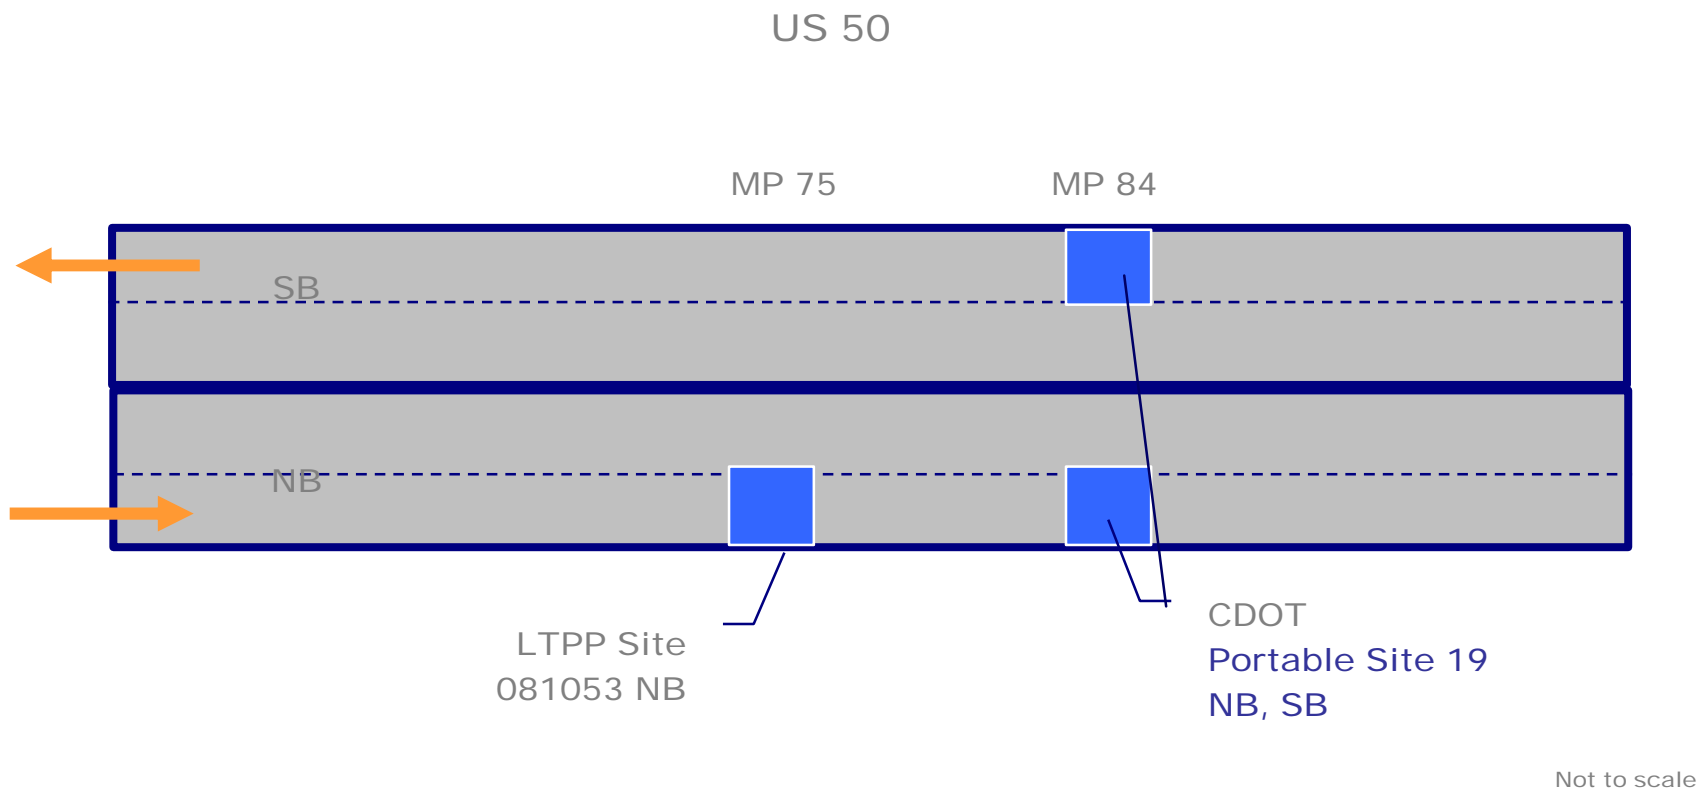 US 50
MP 75
MP 84
SB
NB
LTPP Site
081053 NB
CDOT
Portable Site 19
NB, SB
Not to scale